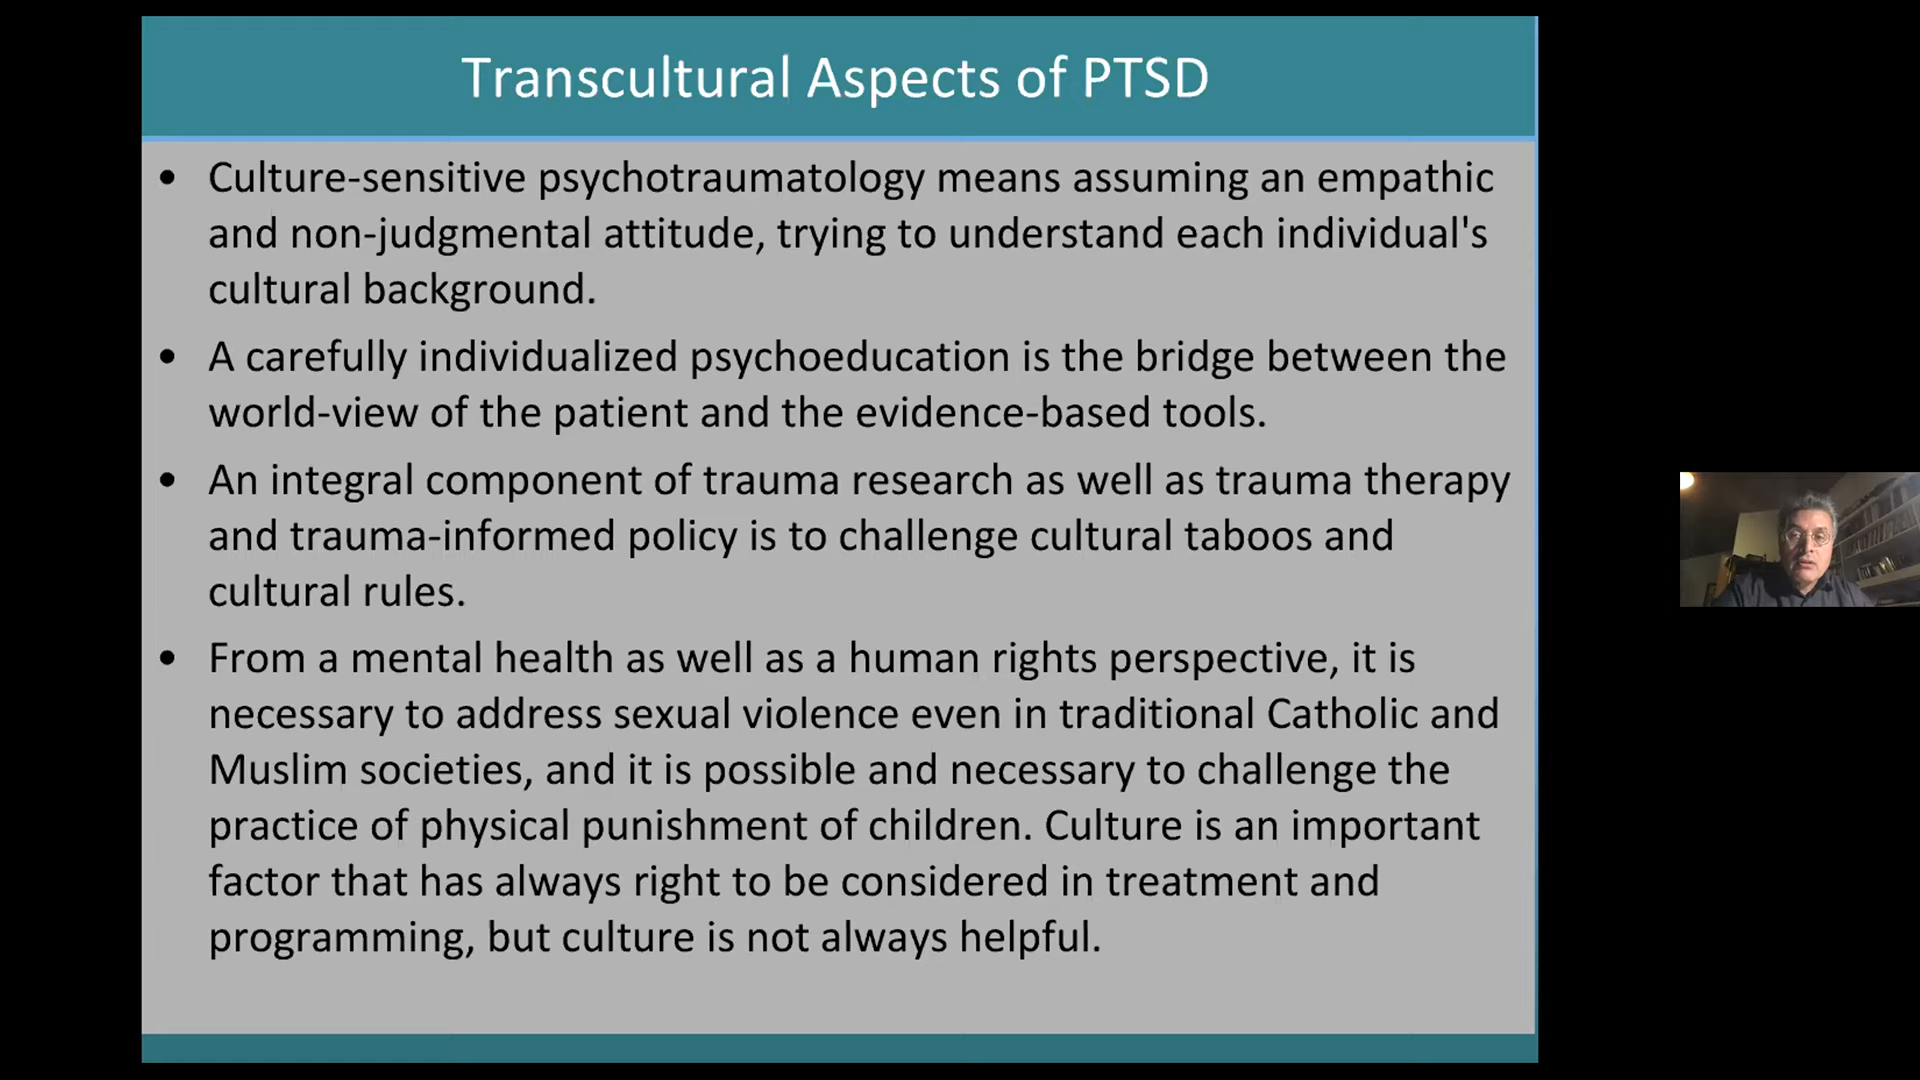 Transcultural Aspects of PTSD
• Culture-sensitive psychotraumatology means assuming an empathic
and non-judgmental attitude, trying to understand each individual's
cultural background.
• A carefully individualized psychoeducation is the bridge between the
world-view of the patient and the evidence-based tools.
• An integral component of trauma research as well as trauma therapy
and trauma-informed policy is to challenge cultural taboos and
cultural rules.
• From a mental health as well as a human rights perspective, it is
necessary to address sexual violence even in traditional Catholic and
Muslim societies, and it is possible and necessary to challenge the
practice of physical punishment of children. Culture is an important
factor that has always right to be considered in treatment and
programming, but culture is not always helpful.